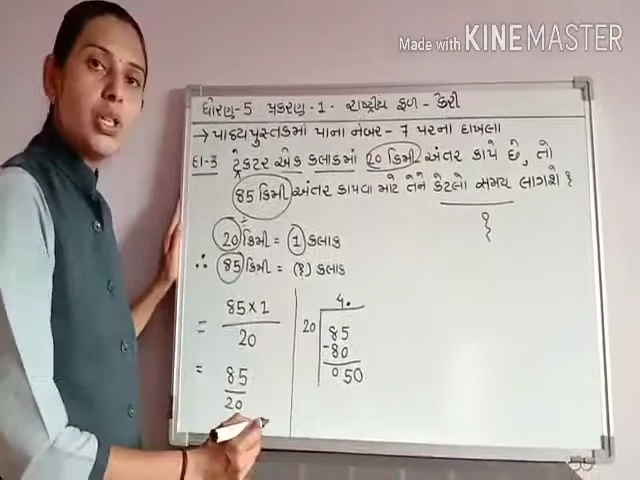 Made with KINEMASTER
ધોરણ-5 પ્રકરણ-1- રાષ્ટ્રીય ફળ - કેરી
→ પાઠ્યપુસ્તકમાં પાના નંબર - 7 પરના દાખલા
દા-3 ટ્રેક્ટર એક કલાકમાં 20 કિમી અંતર કાપે છે, તો
85 કિમી અંતર કાપવા માટે તેને કેટલો સમય લાગશે ?
?
20 કિમી = 1 કલાક
∴ 85 કિમી = (?) કલાક
= 85 × 1 / 20
= 85 / 20
4.
20 85
- 80
050